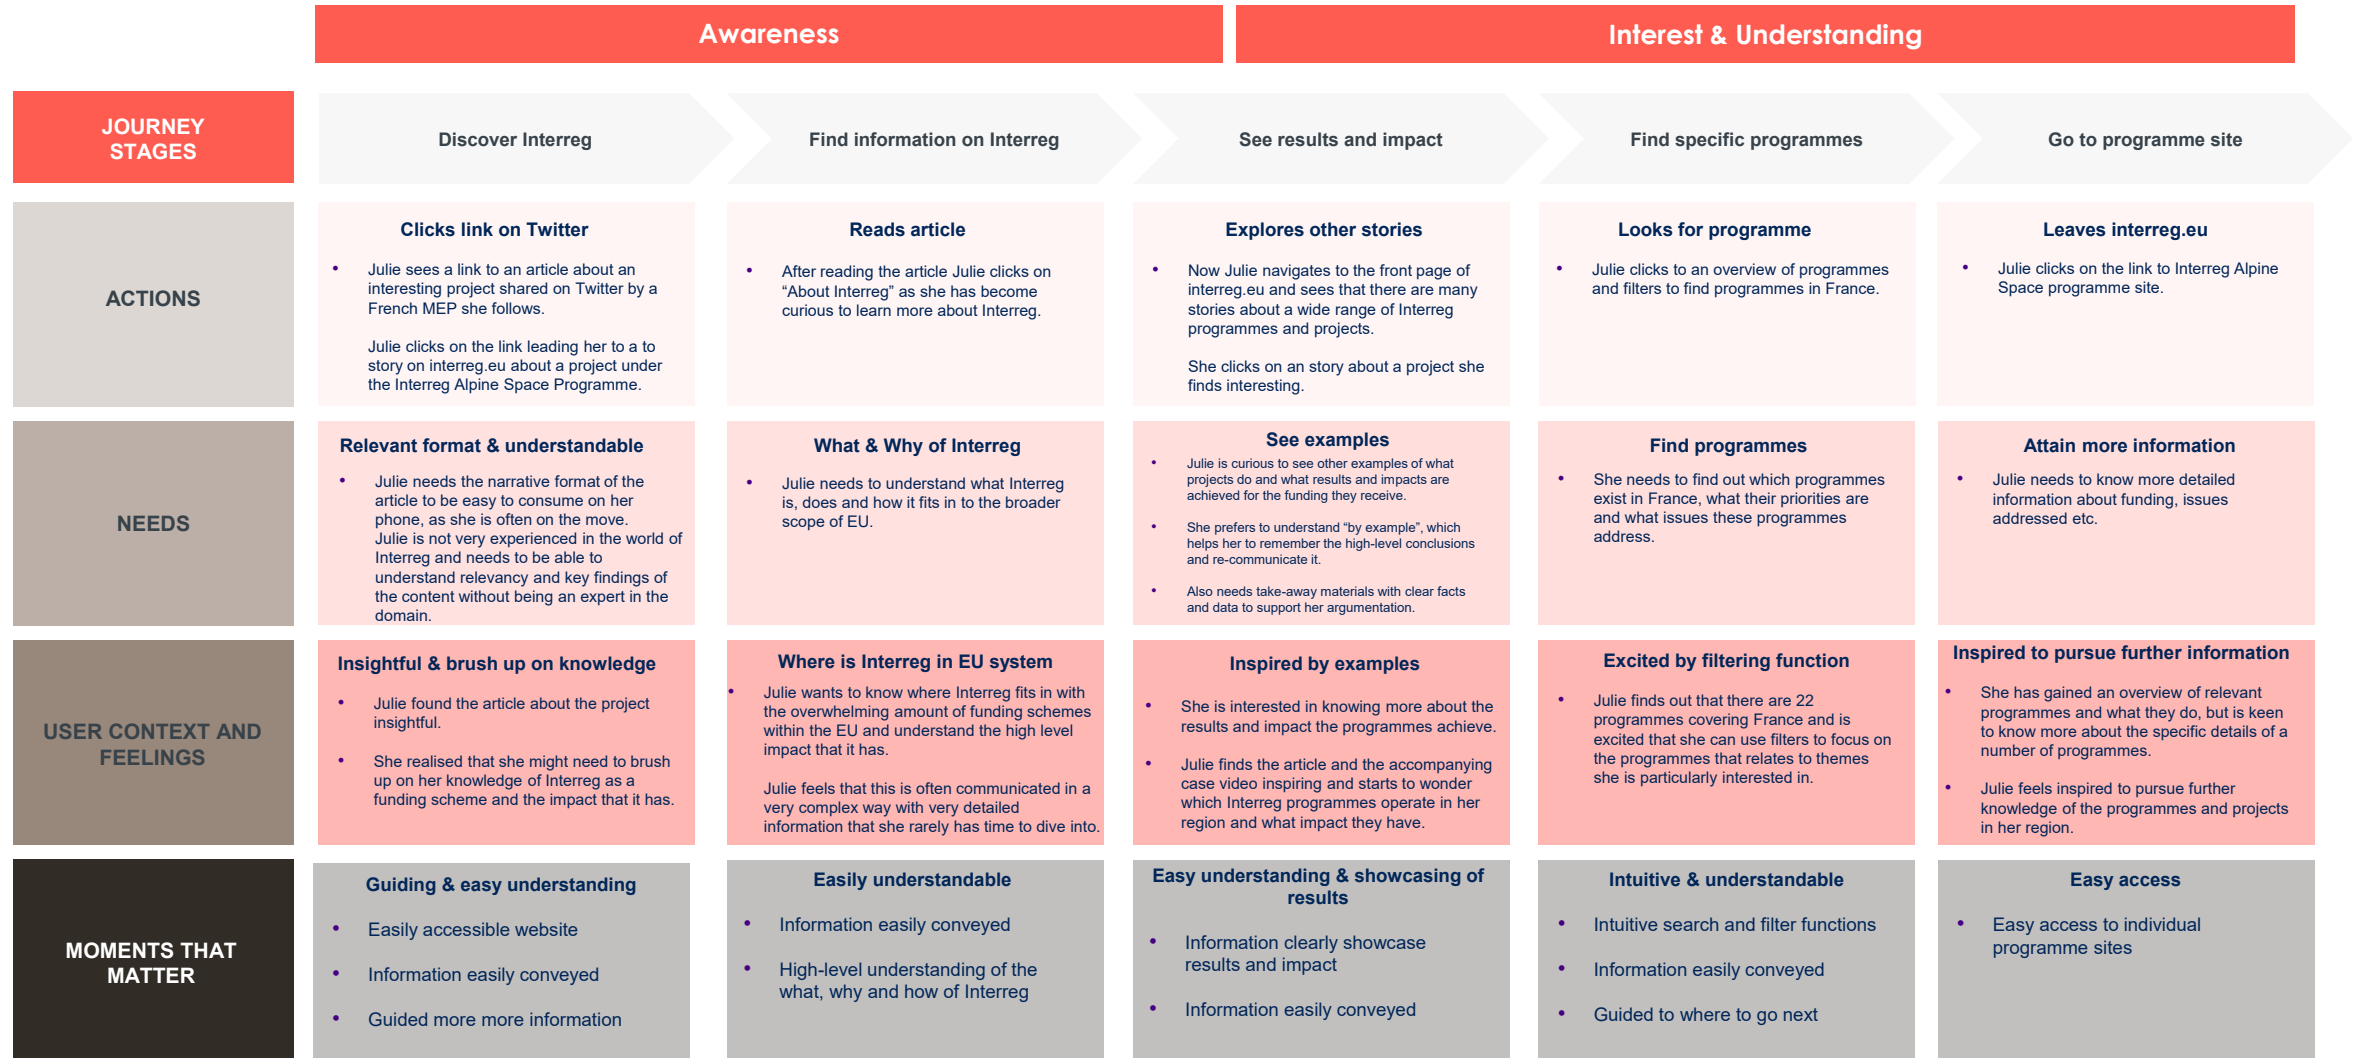 Awareness
Interest & Understanding
JOURNEY
STAGES
Discover Interreg
Find information on Interreg
See results and impact
Find specific programmes
Go to programme site
ACTIONS
Clicks link on Twitter
• Julie sees a link to an article about an
interesting project shared on Twitter by a
French MEP she follows.
Julie clicks on the link leading her to a to
story on interreg.eu about a project under
the Interreg Alpine Space Programme.
Reads article
• After reading the article Julie clicks on
“About Interreg” as she has become
curious to learn more about Interreg.
Explores other stories
• Now Julie navigates to the front page of
interreg.eu and sees that there are many
stories about a wide range of Interreg
programmes and projects.
She clicks on an story about a project she
finds interesting.
Looks for programme
• Julie clicks to an overview of programmes
and filters to find programmes in France.
Leaves interreg.eu
• Julie clicks on the link to Interreg Alpine
Space programme site.
NEEDS
Relevant format & understandable
• Julie needs the narrative format of the
article to be easy to consume on her
phone, as she is often on the move.
Julie is not very experienced in the world of
Interreg and needs to be able to
understand relevancy and key findings of
the content without being an expert in the
domain.
What & Why of Interreg
• Julie needs to understand what Interreg
is, does and how it fits in to the broader
scope of EU.
See examples
• Julie is curious to see other examples of what
projects do and what results and impacts are
achieved for the funding they receive.
• She prefers to understand “by example”, which
helps her to remember the high-level conclusions
and re-communicate it.
• Also needs take-away materials with clear facts
and data to support her argumentation.
Find programmes
• She needs to find out which programmes
exist in France, what their priorities are
and what issues these programmes
address.
Attain more information
• Julie needs to know more detailed
information about funding, issues
addressed etc.
USER CONTEXT AND
FEELINGS
Insightful & brush up on knowledge
• Julie found the article about the project
insightful.
• She realised that she might need to brush
up on her knowledge of Interreg as a
funding scheme and the impact that it has.
Where is Interreg in EU system
• Julie wants to know where Interreg fits in with
the overwhelming amount of funding schemes
within the EU and understand the high level
impact that it has.
Julie feels that this is often communicated in a
very complex way with very detailed
information that she rarely has time to dive into.
Inspired by examples
• She is interested in knowing more about the
results and impact the programmes achieve.
• Julie finds the article and the accompanying
case video inspiring and starts to wonder
which Interreg programmes operate in her
region and what impact they have.
Excited by filtering function
• Julie finds out that there are 22
programmes covering France and is
excited that she can use filters to focus on
the programmes that relates to themes
she is particularly interested in.
Inspired to pursue further information
• She has gained an overview of relevant
programmes and what they do, but is keen
to know more about the specific details of a
number of programmes.
• Julie feels inspired to pursue further
knowledge of the programmes and projects
in her region.
MOMENTS THAT
MATTER
Guiding & easy understanding
• Easily accessible website
• Information easily conveyed
• Guided more more information
Easily understandable
• Information easily conveyed
• High-level understanding of the
what, why and how of Interreg
Easy understanding & showcasing of
results
• Information clearly showcase
results and impact
• Information easily conveyed
Intuitive & understandable
• Intuitive search and filter functions
• Information easily conveyed
• Guided to where to go next
Easy access
• Easy access to individual
programme sites